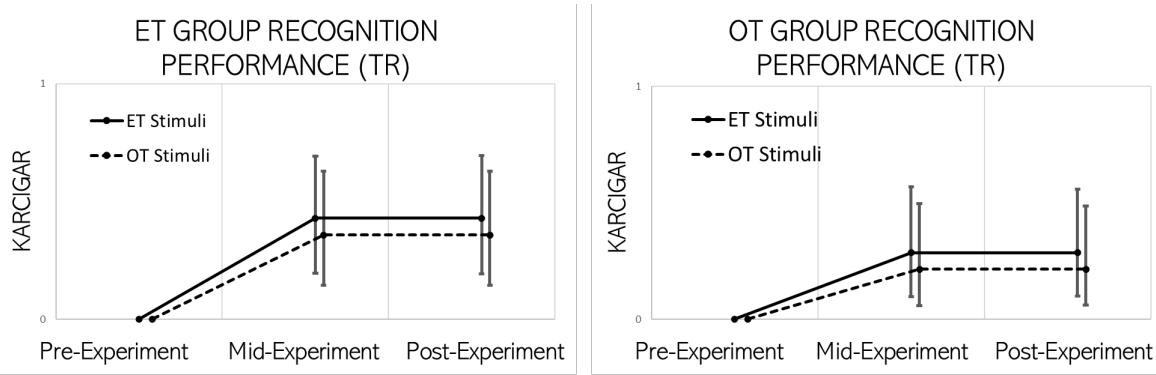 ET GROUP RECOGNITION
PERFORMANCE (TR)
1
ET Stimuli
OT Stimuli
KARCIGAR
0
Pre-Experiment Mid-Experiment Post-Experiment
OT GROUP RECOGNITION
PERFORMANCE (TR)
1
ET Stimuli
OT Stimuli
KARCIGAR
0
Pre-Experiment Mid-Experiment Post-Experiment